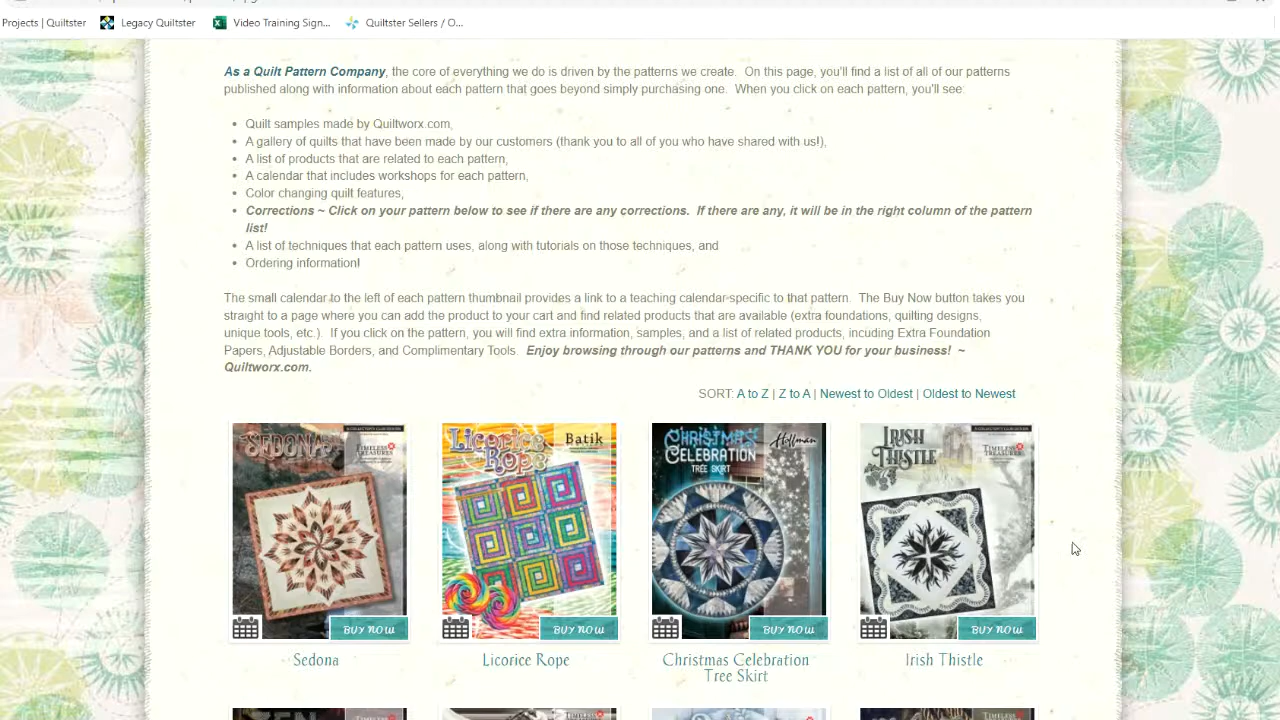 Projects | Quiltster
Legacy Quiltster
Video Training Sign...
Quiltster Sellers / O...
As a Quilt Pattern Company, the core of everything we do is driven by the patterns we create. On this page, you'll find a list of all of our patterns
published along with information about each pattern that goes beyond simply purchasing one. When you click on each pattern, you'll see:
Quilt samples made by Quiltworx.com,
A gallery of quilts that have been made by our customers (thank you to all of you who have shared with us!),
A list of products that are related to each pattern,
A calendar that includes workshops for each pattern,
Color changing quilt features,
Corrections ~ Click on your pattern below to see if there are any corrections. If there are any, it will be in the right column of the pattern
list!
A list of techniques that each pattern uses, along with tutorials on those techniques, and
Ordering information!
The small calendar to the left of each pattern thumbnail provides a link to a teaching calendar specific to that pattern. The Buy Now button takes you
straight to a page where you can add the product to your cart and find related products that are available (extra foundations, quilting designs,
unique tools, etc.). If you click on the pattern, you will find extra information, samples, and a list of related products, incuding Extra Foundation
Papers, Adjustable Borders, and Complimentary Tools. Enjoy browsing through our patterns and THANK YOU for your business! ~
Quiltworx.com.
SORT: A to Z | Z to A | Newest to Oldest | Oldest to Newest
SEDONA
TIMELESS
TREASURES
Licorice
Rope
Batik
CHRISTMAS
CELEBRATION
TREE SKIRT
Hoffman
IRISH
THISTLE
TIMELESS
TREASURES
BUY NOW
BUY NOW
BUY NOW
BUY NOW
Sedona
Licorice Rope
Christmas Celebration
Tree Skirt
Irish Thistle
TIMELESS
TIMELESS